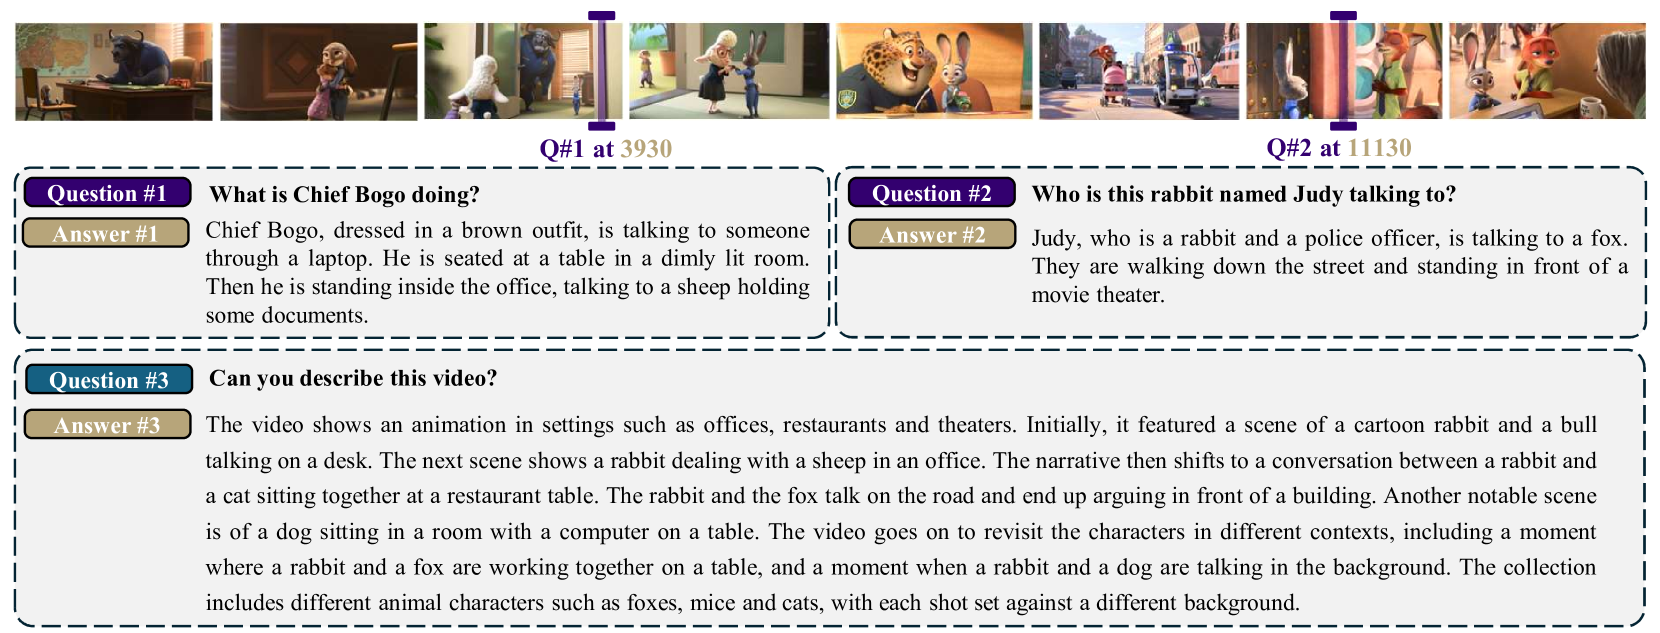 Q#1 at 3930
Q#2 at 11130
Question #1
What is Chief Bogo doing?
Answer #1
Chief Bogo, dressed in a brown outfit, is talking to someone
through a laptop. He is seated at a table in a dimly lit room.
Then he is standing inside the office, talking to a sheep holding
some documents.
Question #2
Who is this rabbit named Judy talking to?
Answer #2
Judy, who is a rabbit and a police officer, is talking to a fox.
They are walking down the street and standing in front of a
movie theater.
Question #3
Can you describe this video?
Answer #3
The video shows an animation in settings such as offices, restaurants and theaters. Initially, it featured a scene of a cartoon rabbit and a bull
talking on a desk. The next scene shows a rabbit dealing with a sheep in an office. The narrative then shifts to a conversation between a rabbit and
a cat sitting together at a restaurant table. The rabbit and the fox talk on the road and end up arguing in front of a building. Another notable scene
is of a dog sitting in a room with a computer on a table. The video goes on to revisit the characters in different contexts, including a moment
where a rabbit and a fox are working together on a table, and a moment when a rabbit and a dog are talking in the background. The collection
includes different animal characters such as foxes, mice and cats, with each shot set against a different background.